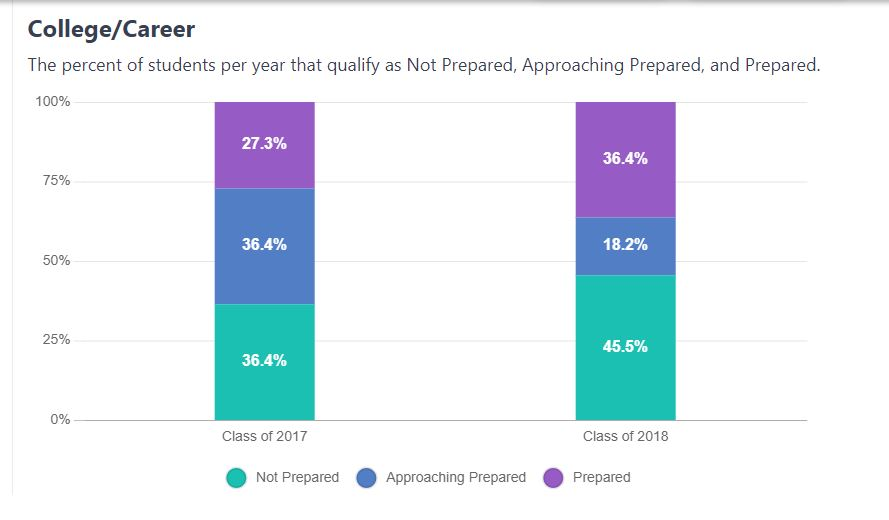 College/Career
The percent of students per year that qualify as Not Prepared, Approaching Prepared, and Prepared.
100%
75%
50%
25%
0%
27.3%
36.4%
36.4%
36.4%
18.2%
45.5%
Class of 2017
Class of 2018
Not Prepared
Approaching Prepared
Prepared